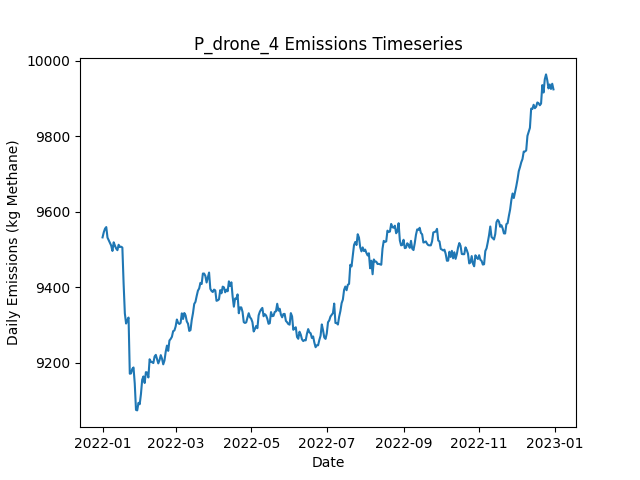 P_drone_4 Emissions Timeseries
Daily Emissions (kg Methane)
10000
9800
9600
9400
9200
2022-01 2022-03 2022-05 2022-07 2022-09 2022-11 2023-01
Date